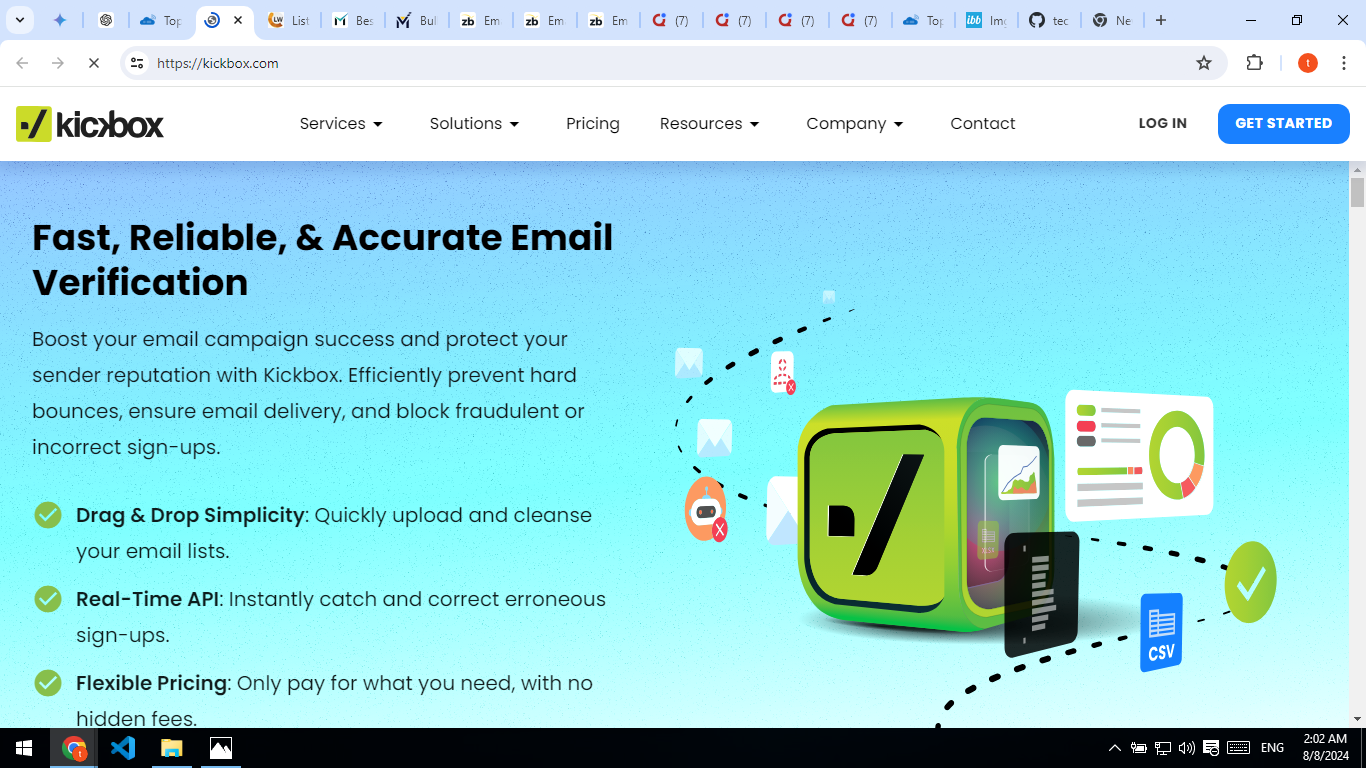 Top
List
Bes
Bul
Em
Em
Em
(7)
(7)
(7)
(7)
Top
Im
tec
Ne
https://kickbox.com
t
kickbox
Services
Solutions
Pricing
Resources
Company
Contact
LOG IN
GET STARTED
Fast, Reliable, & Accurate Email
Verification
Boost your email campaign success and protect your
sender reputation with Kickbox. Efficiently prevent hard
bounces, ensure email delivery, and block fraudulent or
incorrect sign-ups.
Drag & Drop Simplicity: Quickly upload and cleanse
your email lists.
Real-Time API: Instantly catch and correct erroneous
sign-ups.
Flexible Pricing: Only pay for what you need, with no
hidden fees.
X
X
CSV
t
ENG
2:02 AM
8/8/2024